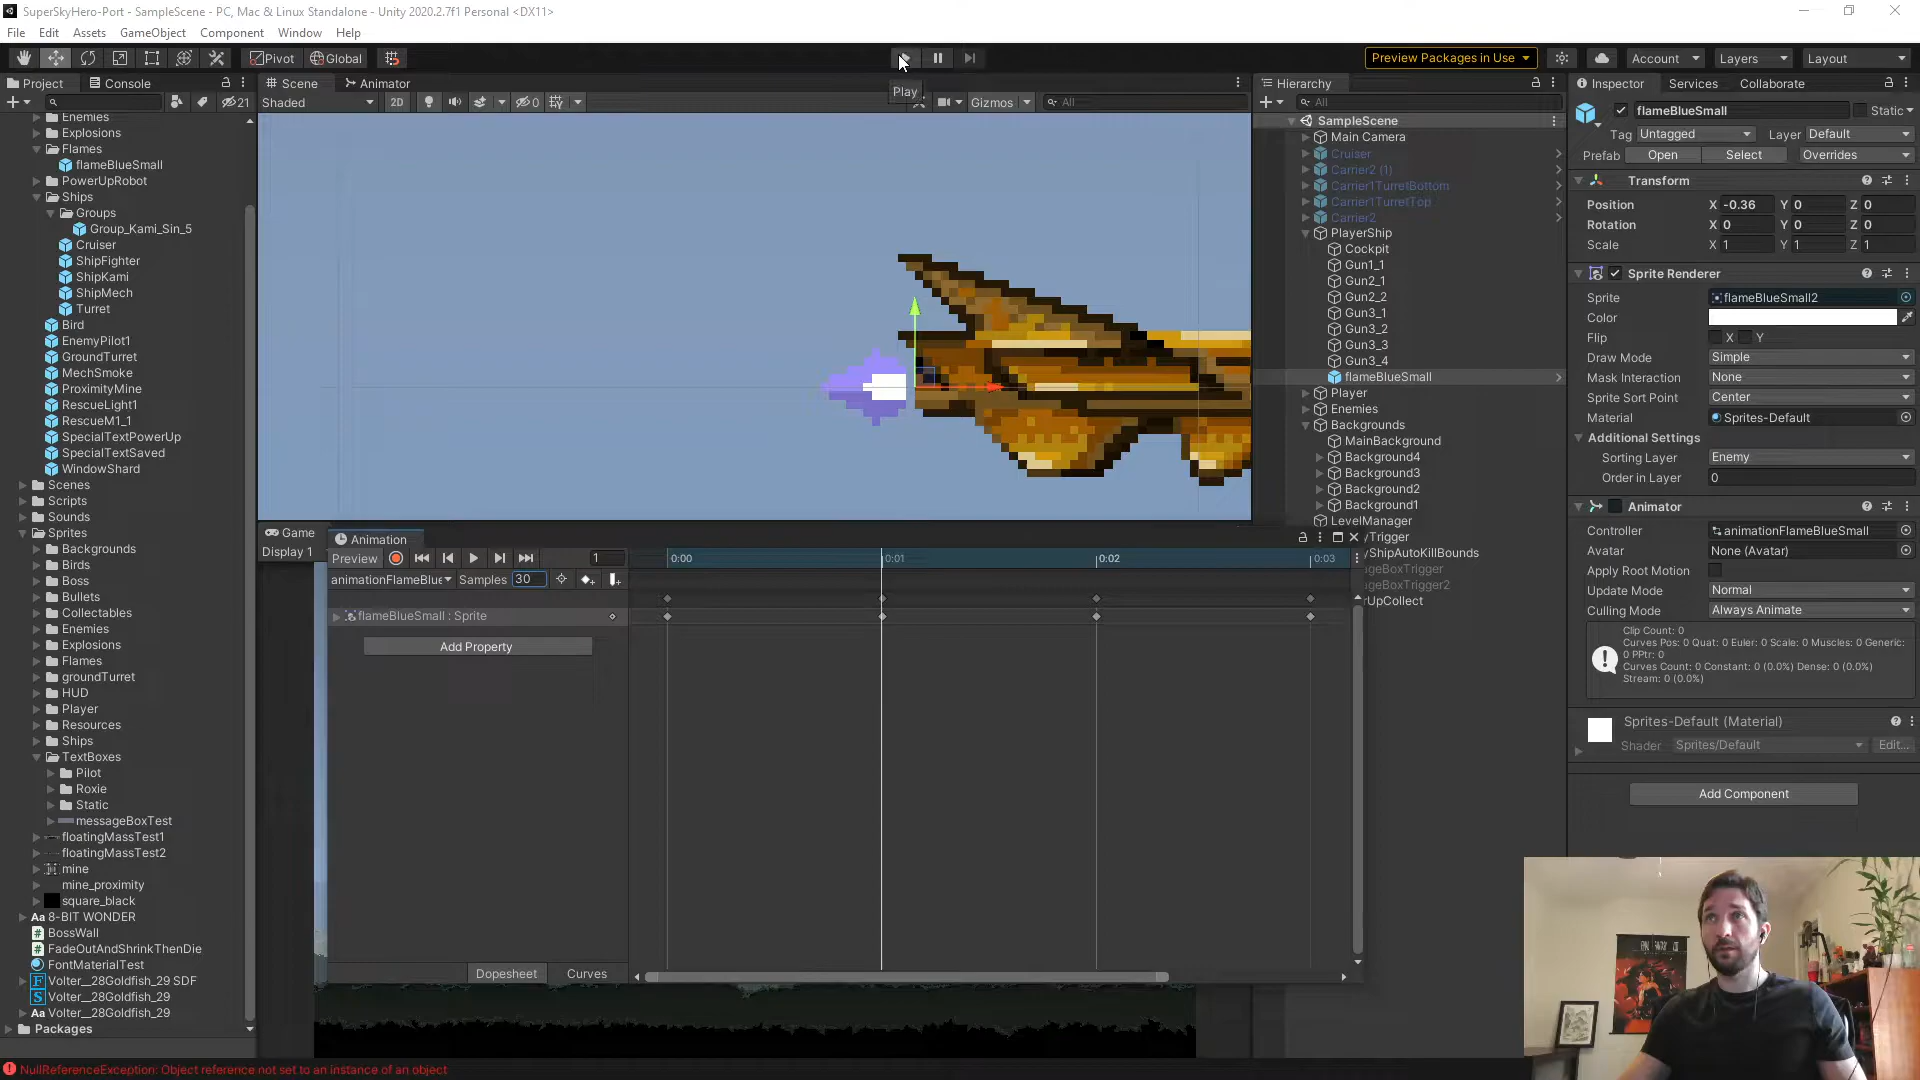 SuperSkyHero-Port - SampleScene - PC, Mac & Linux Standalone - Unity 2020.2.7f1 Personal <DX11>
File Edit Assets GameObject Component Window Help
Pivot Global Preview Packages in Use Account Layers Layout
Project Console Scene Animator Play Hierarchy Inspector Services Collaborate
21 Shaded 2D 0 Gizmos All All
flameBlueSmall Static
Tag Untagged Layer Default
Prefab Open Select Overrides
Transform
Position X -0.36 Y 0 Z 0
Rotation X 0 Y 0 Z 0
Scale X 1 Y 1 Z 1
Sprite Renderer
Sprite flameBlueSmall2
Color
Flip X Y
Draw Mode Simple
Mask Interaction None
Sprite Sort Point Center
Material Sprites-Default
Additional Settings
Sorting Layer Enemy
Order in Layer 0
Animator
Controller animationFlameBlueSmall
Avatar None (Avatar)
Apply Root Motion
Update Mode Normal
Culling Mode Always Animate
Clip Count: 0
Curves Pos: 0 Quat: 0 Euler: 0 Scale: 0 Muscles: 0 Generic:
0 PPtr: 0
Curves Count: 0 Constant: 0 (0.0%) Dense: 0 (0.0%)
Stream: 0 (0.0%)
Sprites-Default (Material)
Shader Sprites/Default Edit...
Add Component
SampleScene
Main Camera
Cruiser
Carrier2 (1)
Carrier1TurretBottom
Carrier1TurretTop
Carrier2
PlayerShip
Cockpit
Gun1_1
Gun2_1
Gun2_2
Gun3_1
Gun3_2
Gun3_3
Gun3_4
flameBlueSmall
Player
Enemies
Backgrounds
MainBackground
Background4
Background3
Background2
Background1
LevelManager
yTrigger
yShipAutoKillBounds
ageBoxTrigger
ageBoxTrigger2
rUpCollect
Enemies
Explosions
Flames
flameBlueSmall
PowerUpRobot
Ships
Groups
Group_Kami_Sin_5
Cruiser
ShipFighter
ShipKami
ShipMech
Turret
Bird
EnemyPilot1
GroundTurret
MechSmoke
ProximityMine
RescueLight1
RescueM1_1
SpecialTextPowerUp
SpecialTextSaved
WindowShard
Scenes
Scripts
Sounds
Sprites
Backgrounds
Birds
Boss
Bullets
Collectables
Enemies
Explosions
Flames
groundTurret
HUD
Player
Resources
Ships
TextBoxes
Pilot
Roxie
Static
messageBoxTest
floatingMassTest1
floatingMassTest2
mine
mine_proximity
square_black
Aa 8-BIT WONDER
BossWall
FadeOutAndShrinkThenDie
FontMaterialTest
F Volter__28Goldfish_29 SDF
S Volter__28Goldfish_29
Aa Volter__28Goldfish_29
Packages
Game Animation
Display 1 Preview 1 0:00 0:01 0:02 0:03
animationFlameBlue Samples 30
flameBlueSmall : Sprite
Add Property
Dopesheet Curves
NullReferenceException: Object reference not set to an instance of an object